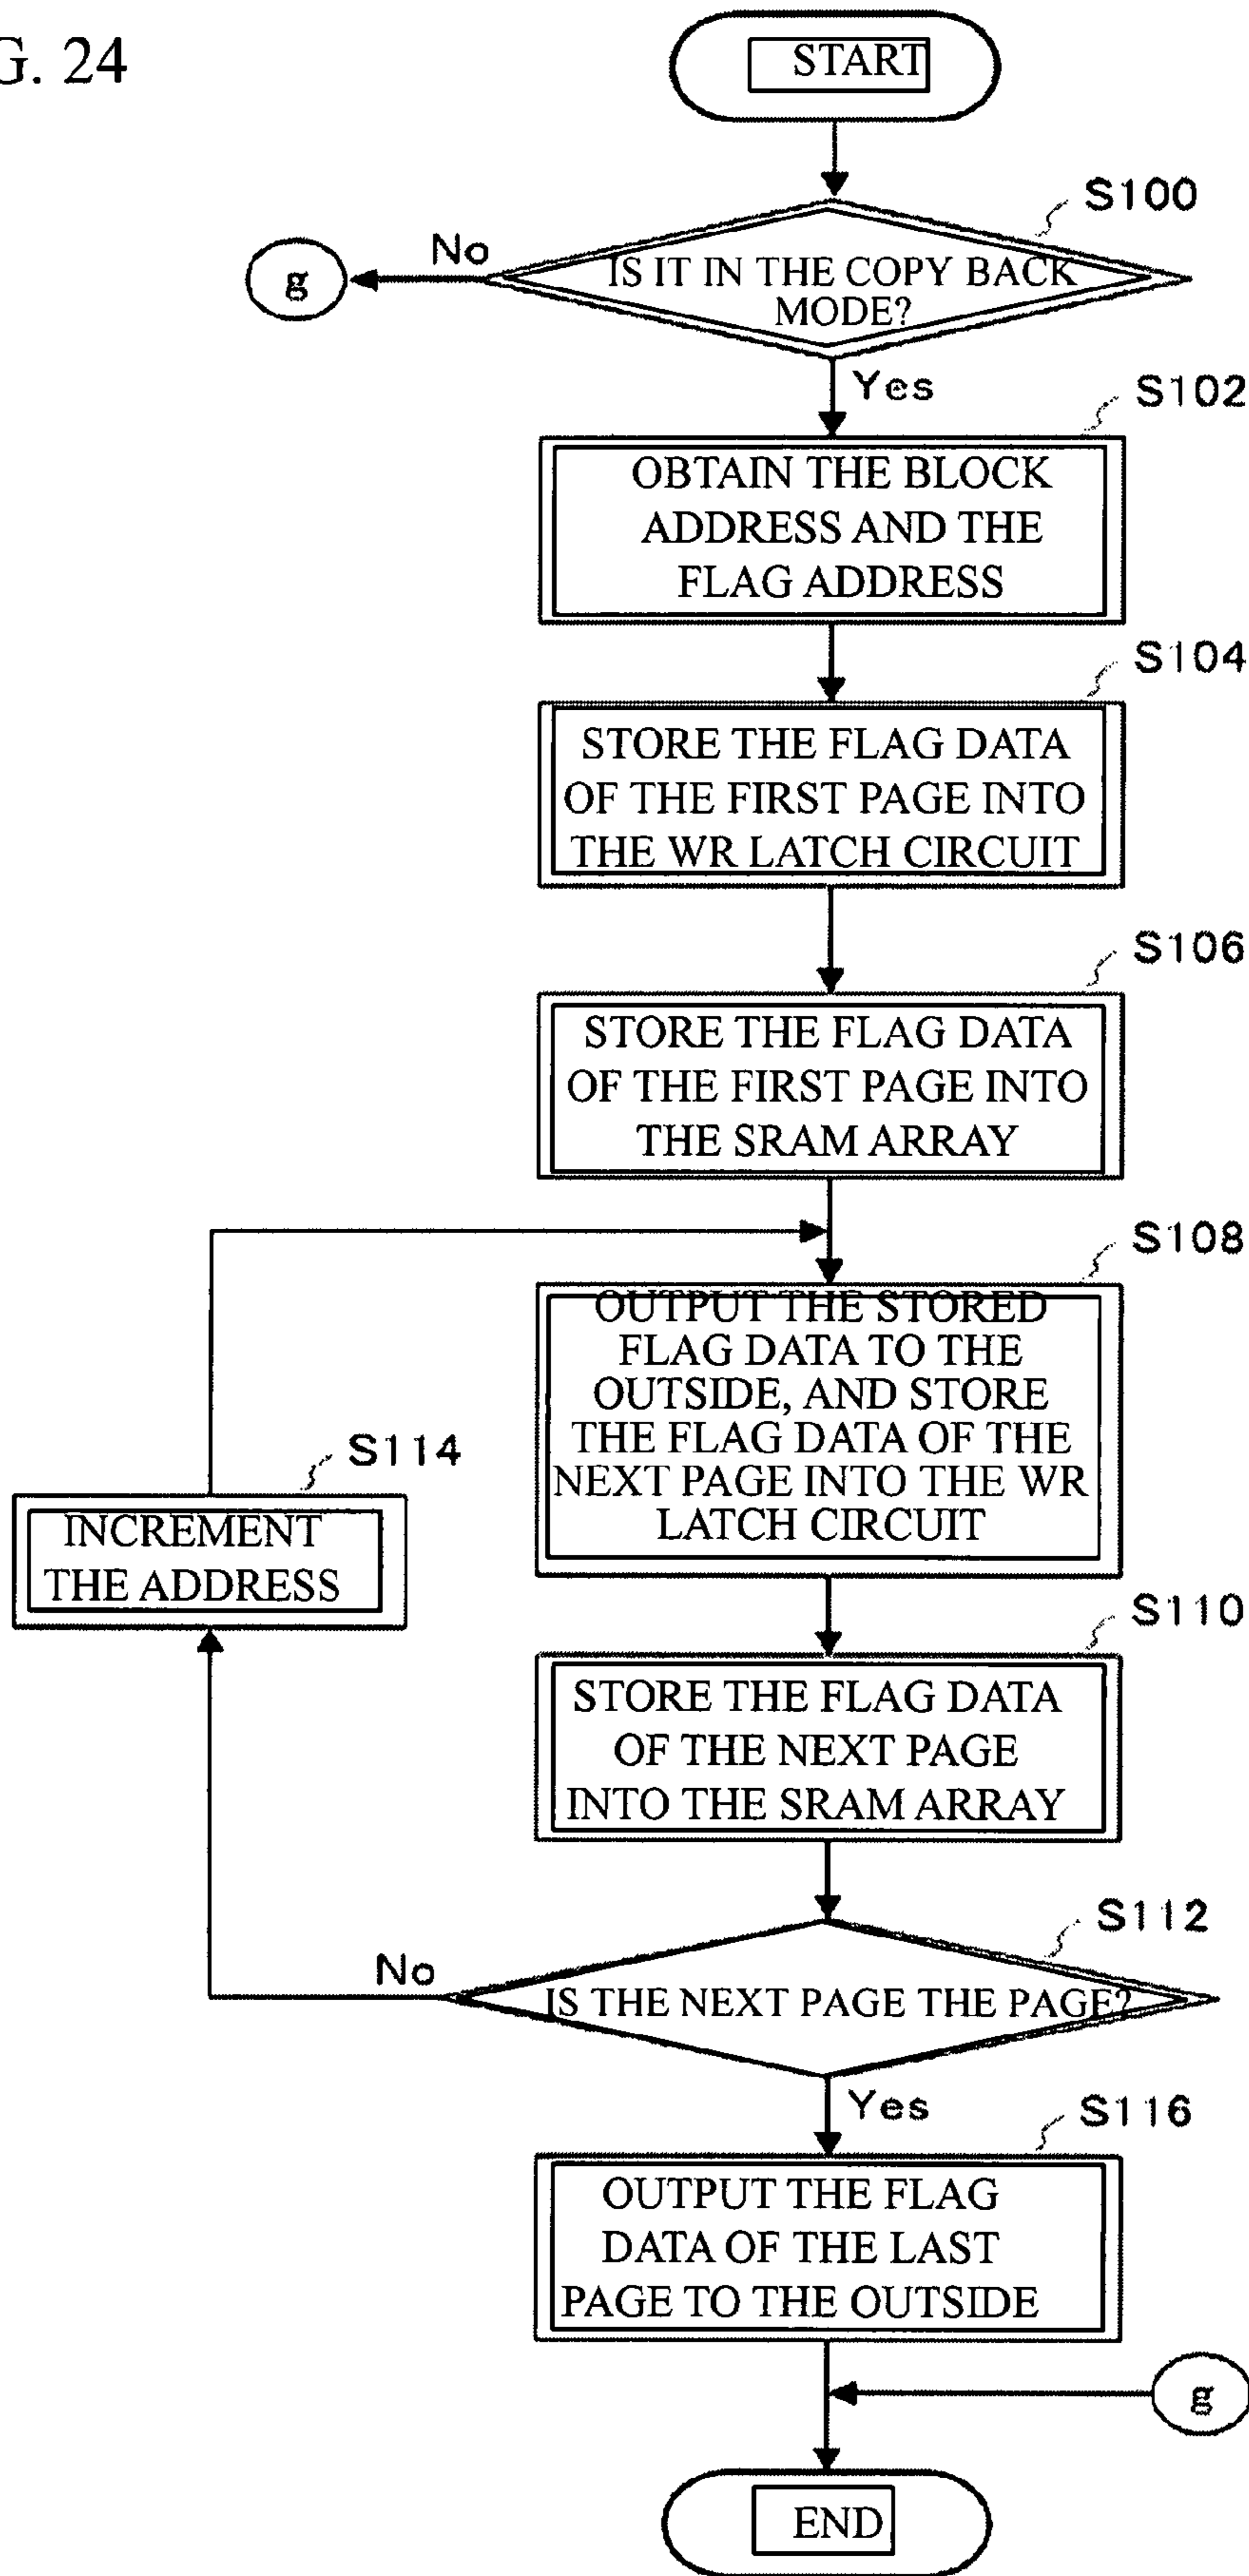 G. 24
START
S100
No
g
IS IT IN THE COPY BACK
MODE?
Yes
S102
OBTAIN THE BLOCK
ADDRESS AND THE
FLAG ADDRESS
S104
STORE THE FLAG DATA
OF THE FIRST PAGE INTO
THE WR LATCH CIRCUIT
S106
STORE THE FLAG DATA
OF THE FIRST PAGE INTO
THE SRAM ARRAY
S108
OUTPUT THE STORED
FLAG DATA TO THE
OUTSIDE, AND STORE
THE FLAG DATA OF THE
NEXT PAGE INTO THE WR
LATCH CIRCUIT
S114
INCREMENT
THE ADDRESS
S110
STORE THE FLAG DATA
OF THE NEXT PAGE
INTO THE SRAM ARRAY
S112
No
IS THE NEXT PAGE THE PAGE?
Yes
S116
OUTPUT THE FLAG
DATA OF THE LAST
PAGE TO THE OUTSIDE
g
END